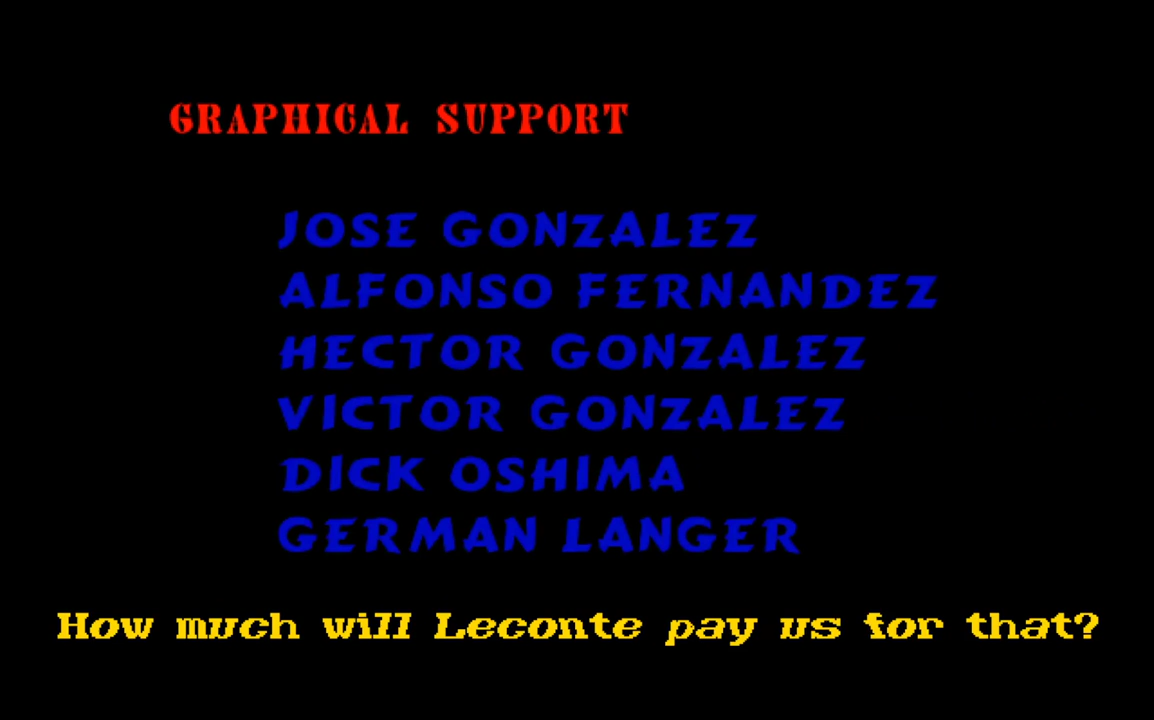 GRAPHICAL SUPPORT
JOSE GONZALEZ
ALFONSO FERNANDEZ
HECTOR GONZALEZ
VICTOR GONZALEZ
DICK OSHIMA
GERMAN LANGER
How much will Leconte pay us for that?